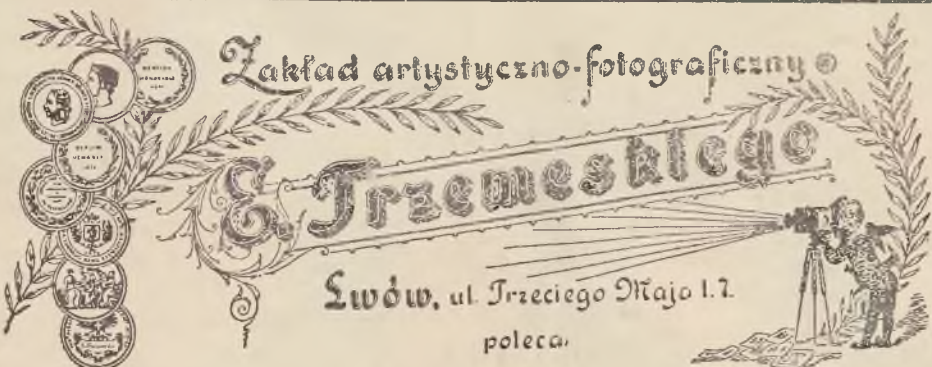 Zakład artystyczno-fotograficzny
E. Trzemeskiego
Lwów, ul. Trzeciego Maja l. 7.
poleca,